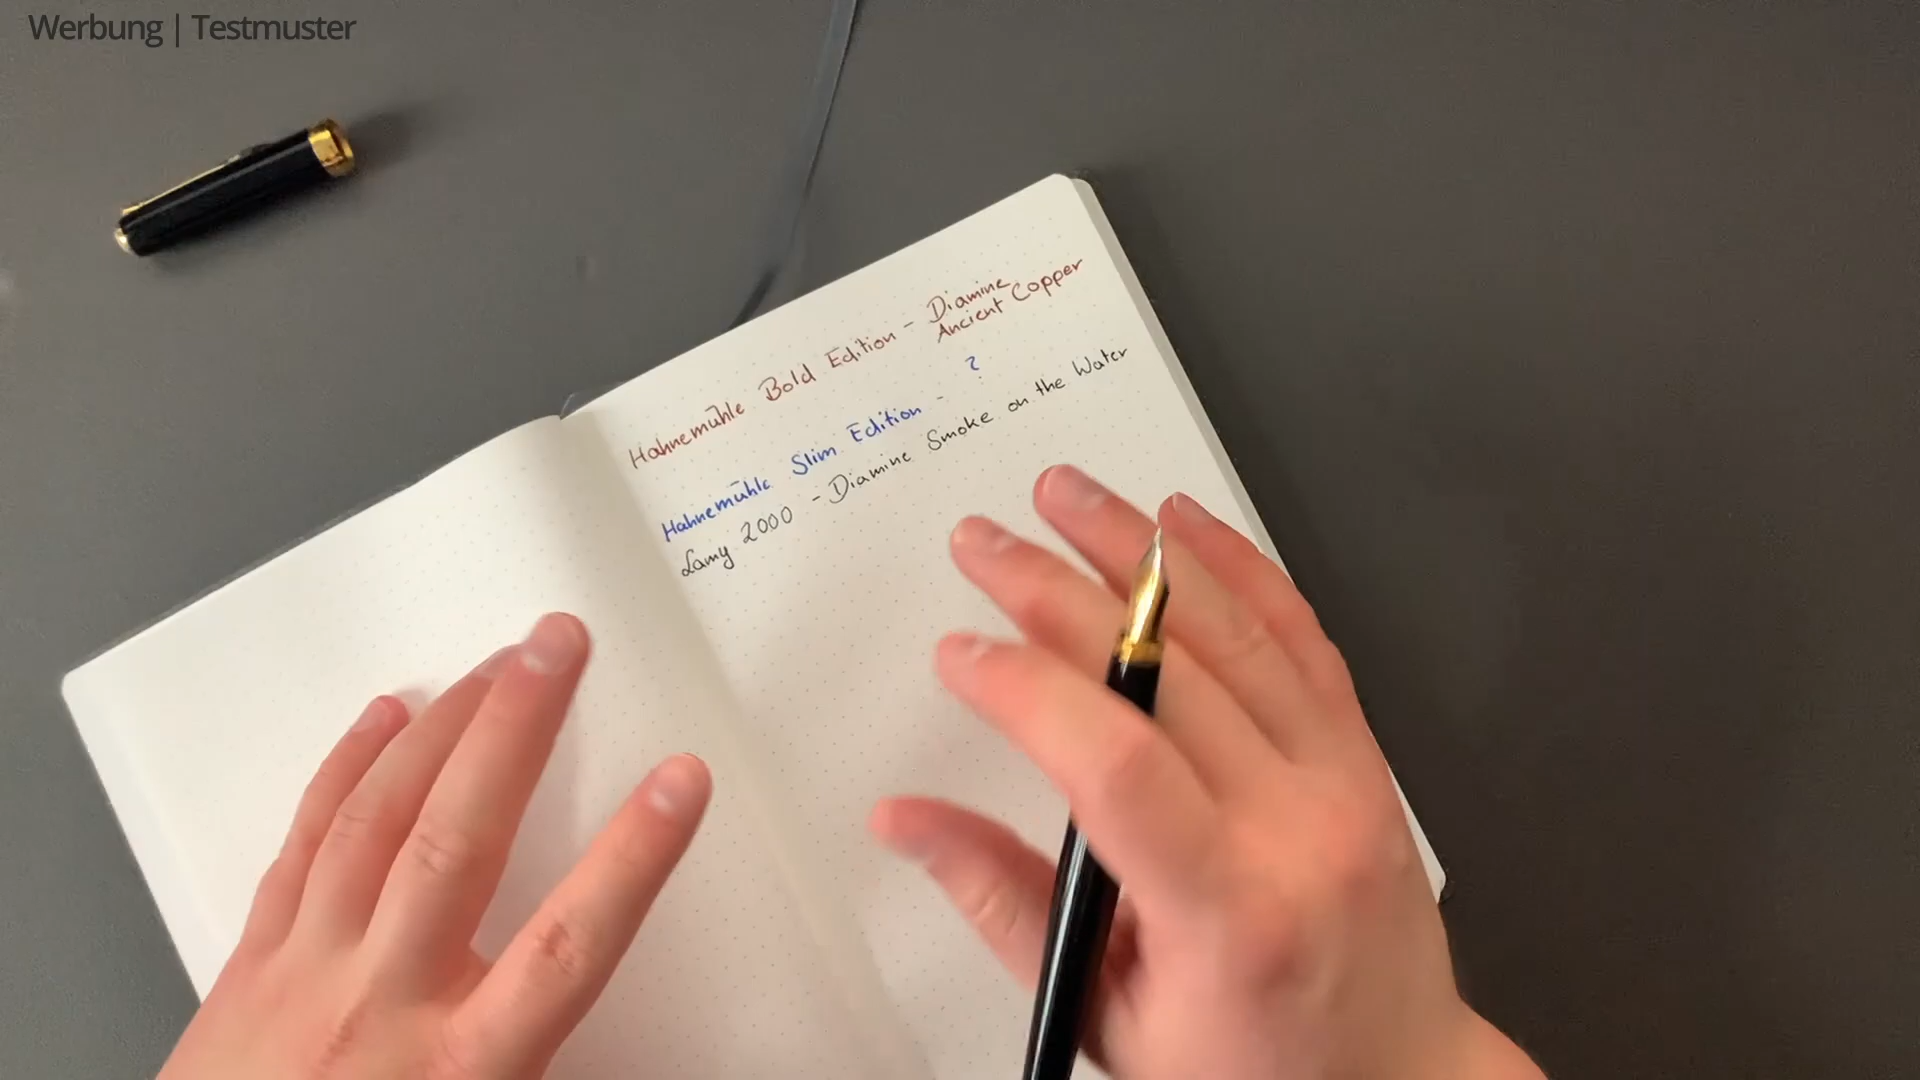 Werbung | Testmuster
Hahnemühle Bold Edition - Diamine
Ancient Copper
Hahnemühle Slim Edition - ?
Lamy 2000 - Diamine Smoke on the Water